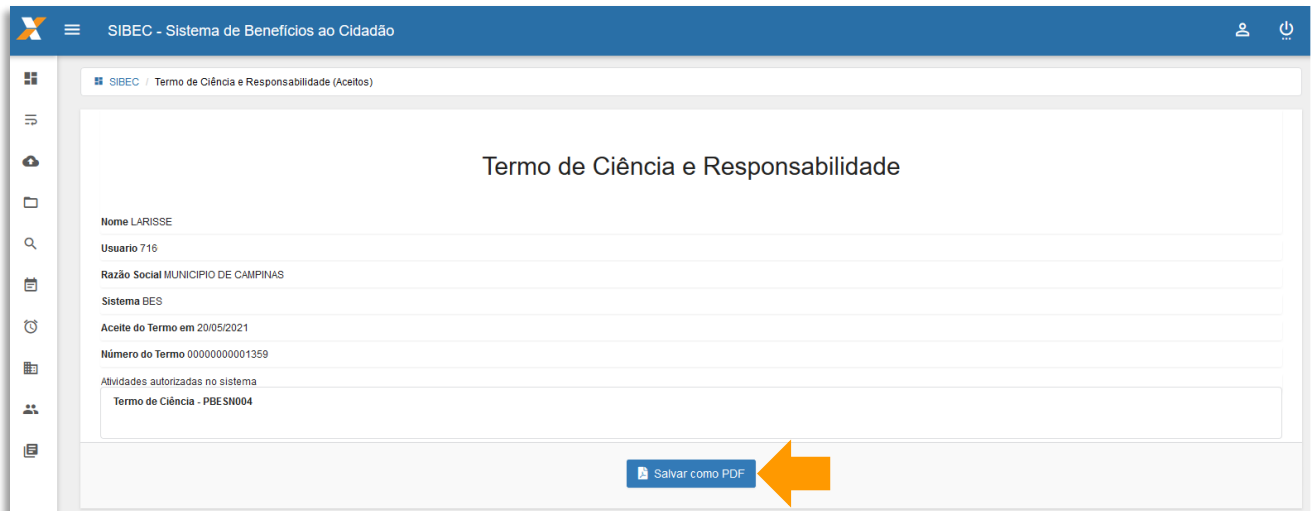 SIBEC - Sistema de Benefícios ao Cidadão
SIBEC / Termo de Ciência e Responsabilidade (Aceitos)
Termo de Ciência e Responsabilidade
Nome LARISSE
Usuario 716
Razão Social MUNICIPIO DE CAMPINAS
Sistema BES
Aceite do Termo em 20/05/2021
Número do Termo 00000000001359
Atividades autorizadas no sistema
Termo de Ciência - PBESN004
Salvar como PDF